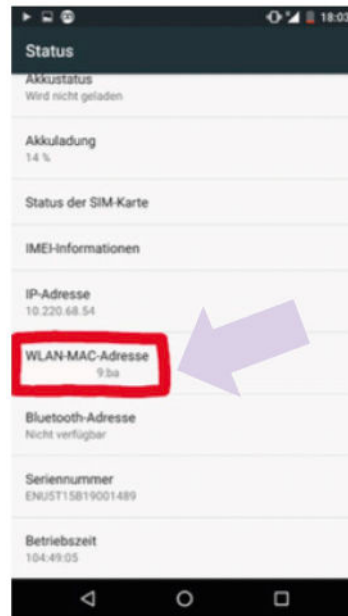 18:03
Status
Akkustatus
Wird nicht geladen
Akkuladung
14 %
Status der SIM-Karte
IMEI-Informationen
IP-Adresse
10.220.68.54
WLAN-MAC-Adresse
9:ba
Bluetooth-Adresse
Nicht verfügbar
Seriennummer
ENU5T15B19001489
Betriebszeit
104:49:05